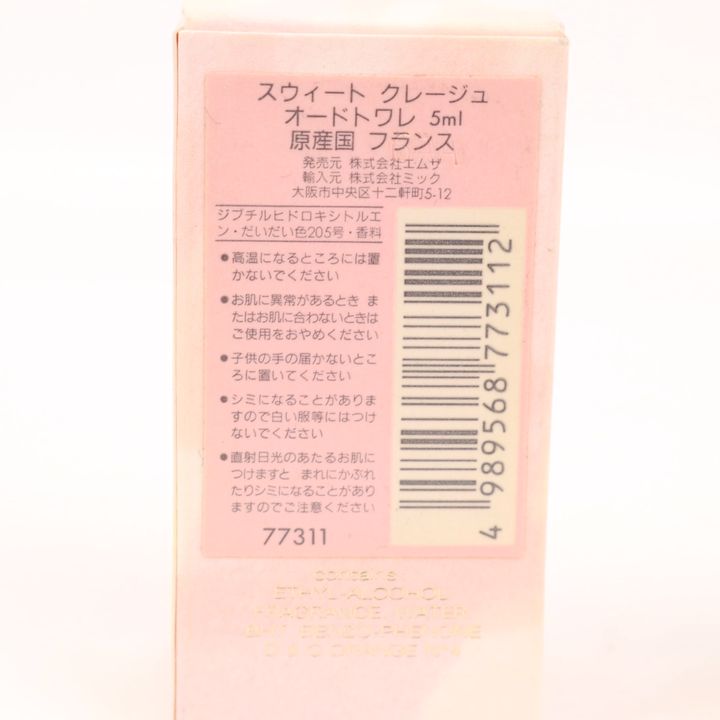 スウィート クレージュ
オードトワレ 5ml
原産国 フランス
発売元 株式会社エムザ
輸入元 株式会社ミック
大阪市中央区十二軒町5-12
ジブチルヒドロキシトルエ
ン・だいだい色205号・香料
●高温になるところには置
かないでください
●お肌に異常があるとき ま
たはお肌に合わないときは
ご使用をおやめください
●子供の手の届かないとこ
ろに置いてください
●シミになることがありま
すので白い服等にはつけ
ないでください
●直射日光のあたるお肌に
つけますと まれにかぶれ
たりシミになることがあり
ますのでご注意ください
77311
4 989568 773112
contains
ETHYL-ALCOHOL
FRAGRANCE, WATER
BHT, BENZO-PHENONE
D & C ORANGE N°4